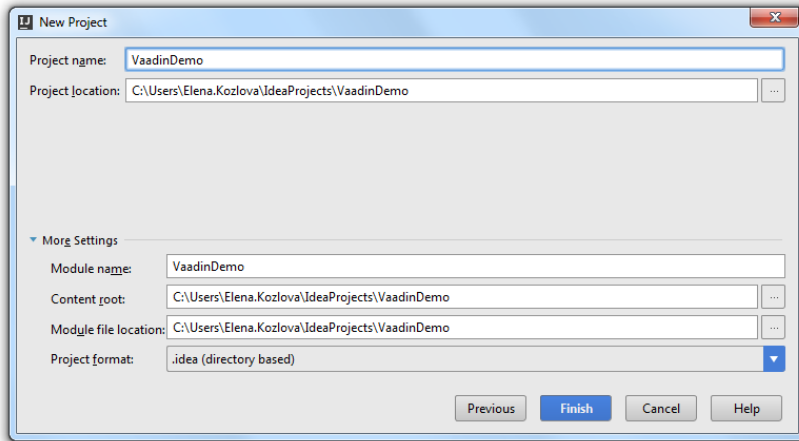 New Project
Project name: VaadinDemo
Project location: C:\Users\Elena.Kozlova\IdeaProjects\VaadinDemo ...
More Settings
Module name: VaadinDemo
Content root: C:\Users\Elena.Kozlova\IdeaProjects\VaadinDemo ...
Module file location: C:\Users\Elena.Kozlova\IdeaProjects\VaadinDemo ...
Project format: .idea (directory based)
Previous Finish Cancel Help